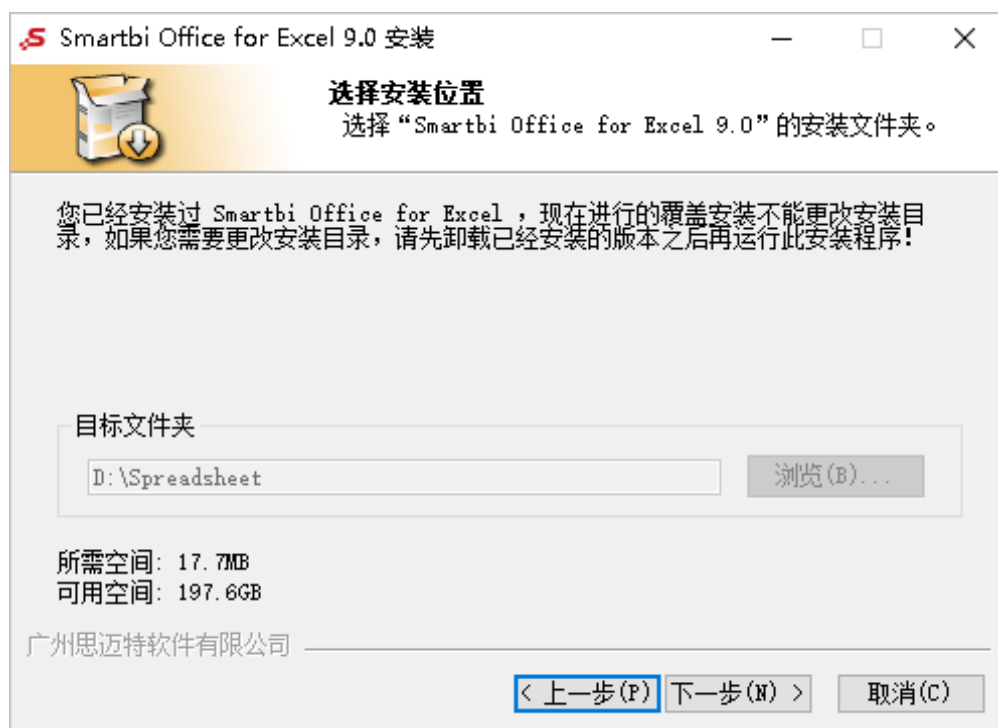 Smartbi Office for Excel 9.0 安装
选择安装位置
选择“Smartbi Office for Excel 9.0”的安装文件夹。
您已经安装过 Smartbi Office for Excel ，现在进行的覆盖安装不能更改安装目
录，如果您需要更改安装目录，请先卸载已经安装的版本之后再运行此安装程序！
目标文件夹
D:\Spreadsheet
浏览(B)...
所需空间: 17.7MB
可用空间: 197.6GB
广州思迈特软件有限公司
< 上一步(P) 下一步(N) > 取消(C)